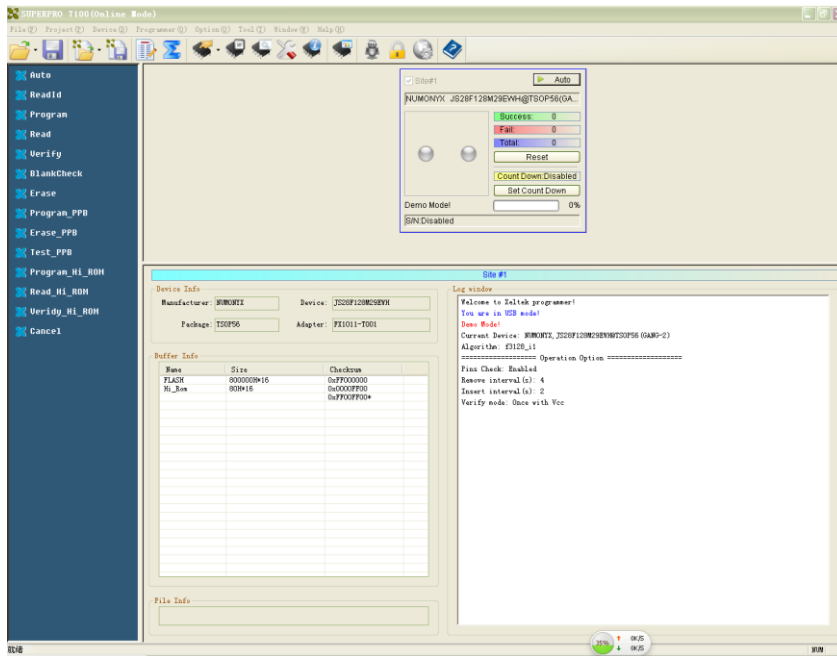 SUPERPRO 7100(Online Mode)
File(F) Project(P) Device(D) Programmer(Q) Option(O) Tool(T) Window(W) Help(H)
Auto
ReadId
Program
Read
Verify
BlankCheck
Erase
Program_PPB
Erase_PPB
Test_PPB
Program_Hi_ROM
Read_Hi_ROM
Veridy_Hi_ROM
Cancel
Site#1
Auto
NUMONYX JS28F128M29EWH@TSOP56(GA...
Success: 0
Fail: 0
Total: 0
Reset
Count Down:Disabled
Set Count Down
Demo Mode!
0%
S/N:Disabled
Site #1
Device Info
Manufacturer: NUMONYX Device: JS28F128M29EWH
Package: TSOP56 Adapter: FX1011-T001
Buffer Info
Name Size Checksum
FLASH 800000H*16 0xFF000000
Hi_Rom 80H*16 0x0000FF00
0xFF00FF00*
File Info
Log window
Welcome to Xeltek programmer!
You are in USB mode!
Demo Mode!
Current Device: NUMONYX, JS28F128M29EWH@TSOP56(GANG-2)
Algorithm: f3128_i1
================== Operation Option ===================
Pins Check: Enabled
Remove interval(s): 4
Insert interval(s): 2
Verify mode: Once with Vcc
就绪
0K/S
0K/S
NUM